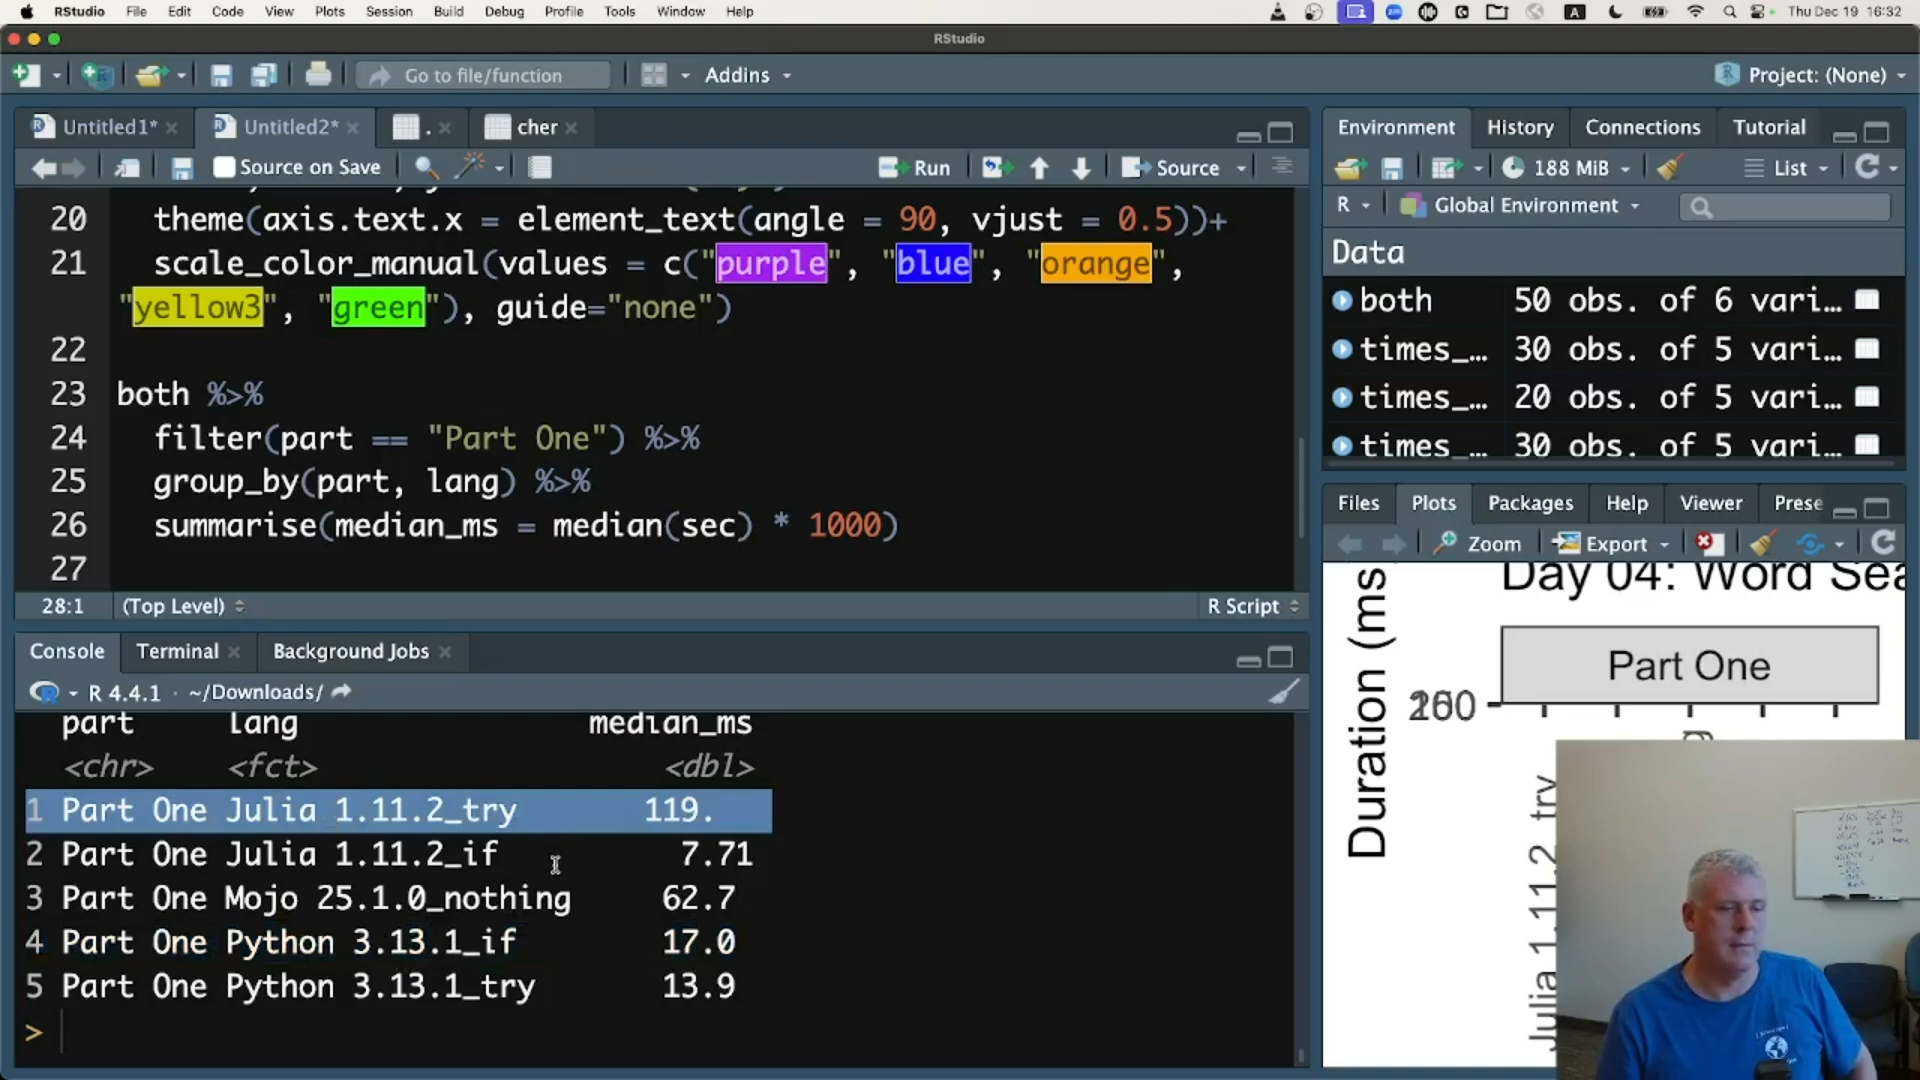 RStudio File Edit Code View Plots Session Build Debug Profile Tools Window Help
A Thu Dec 19 16:32
RStudio
Go to file/function Addins Project: (None)
Untitled1* Untitled2* . cher
Source on Save Run Source
20 theme(axis.text.x = element_text(angle = 90, vjust = 0.5))+
21 scale_color_manual(values = c("purple", "blue", "orange",
"yellow3", "green"), guide="none")
22
23 both %>%
24 filter(part == "Part One") %>%
25 group_by(part, lang) %>%
26 summarise(median_ms = median(sec) * 1000)
27
28:1 (Top Level) R Script
Console Terminal Background Jobs
R 4.4.1 · ~/Downloads/
part lang median_ms
<chr> <fct> <dbl>
1 Part One Julia 1.11.2_try 119.
2 Part One Julia 1.11.2_if 7.71
3 Part One Mojo 25.1.0_nothing 62.7
4 Part One Python 3.13.1_if 17.0
5 Part One Python 3.13.1_try 13.9
>
Environment History Connections Tutorial
188 MiB List
R Global Environment
Data
both 50 obs. of 6 vari…
times_… 30 obs. of 5 vari…
times_… 20 obs. of 5 vari…
times_… 30 obs. of 5 vari…
Files Plots Packages Help Viewer Prese
Zoom Export
Day 04: Word Sea
Part One
Duration (ms
Julia 1.11.2_try